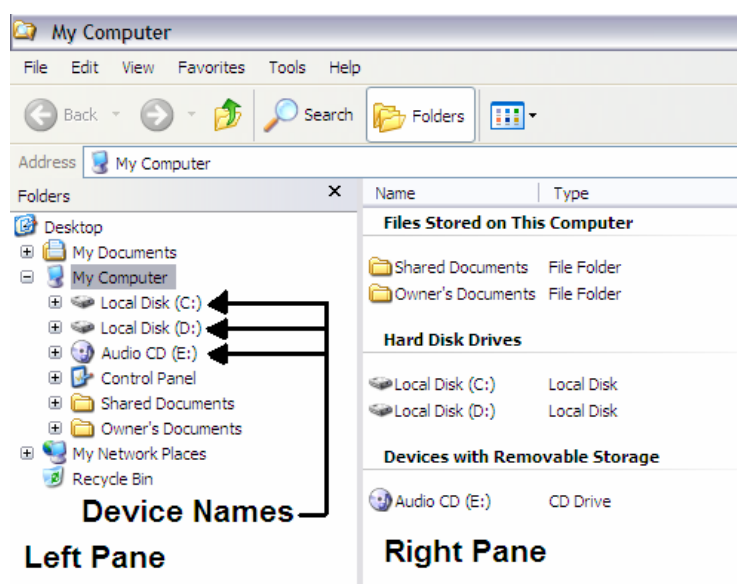 My Computer
File Edit View Favorites Tools Help
Back Search Folders
Address My Computer
Folders
Desktop
My Documents
My Computer
Local Disk (C:)
Local Disk (D:)
Audio CD (E:)
Control Panel
Shared Documents
Owner's Documents
My Network Places
Recycle Bin
Device Names
Left Pane
Name Type
Files Stored on This Computer
Shared Documents File Folder
Owner's Documents File Folder
Hard Disk Drives
Local Disk (C:) Local Disk
Local Disk (D:) Local Disk
Devices with Removable Storage
Audio CD (E:) CD Drive
Right Pane